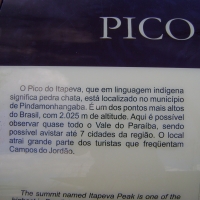 PICO
O Pico do Itapeva, que em linguagem indígena
significa pedra chata, está localizado no município
de Pindamonhangaba. É um dos pontos mais altos
do Brasil, com 2.025 m de altitude. Aqui é possível
observar quase todo o Vale do Paraíba, sendo
possível avistar até 7 cidades da região. O local
atrai grande parte dos turistas que freqüentam
Campos do Jordão.
The summit named Itapeva Peak is one of the